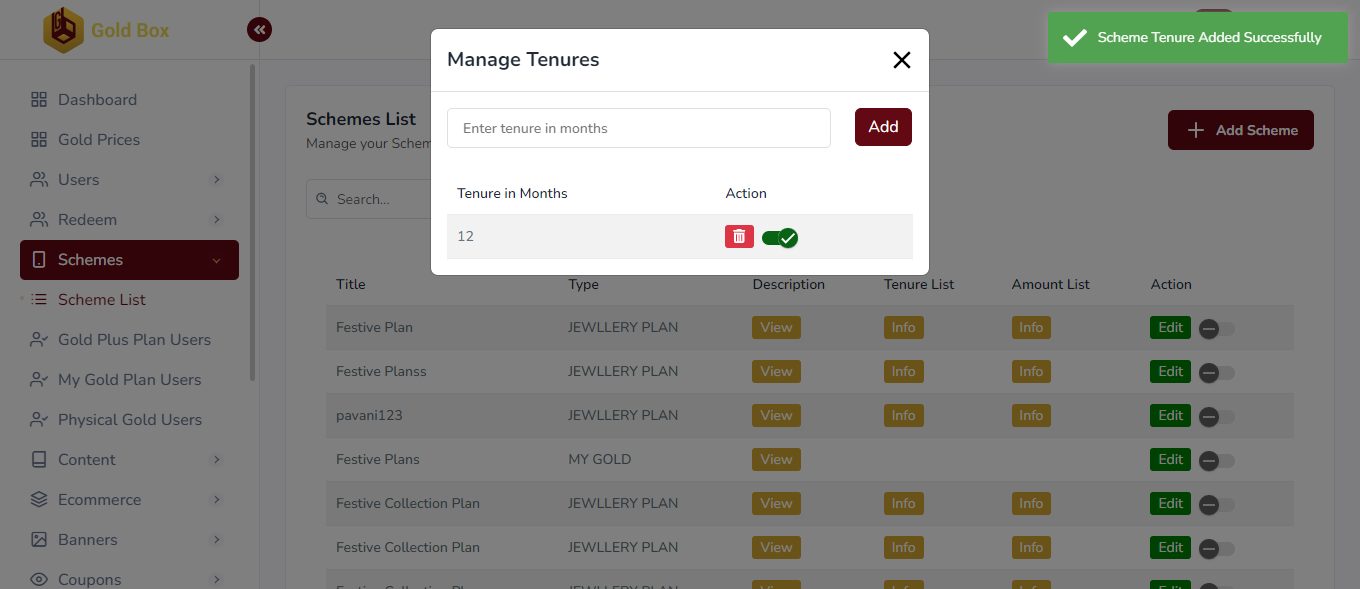 Gold Box
Scheme Tenure Added Successfully
Dashboard
Gold Prices
Users
Redeem
Schemes
Scheme List
Gold Plus Plan Users
My Gold Plan Users
Physical Gold Users
Content
Ecommerce
Banners
Coupons
Manage Tenures
Enter tenure in months
Add
Tenure in Months Action
12
Schemes List
Manage your Schem
Add Scheme
Search...
Title Type Description Tenure List Amount List Action
Festive Plan JEWLLERY PLAN View Info Info Edit
Festive Planss JEWLLERY PLAN View Info Info Edit
pavani123 JEWLLERY PLAN View Info Info Edit
Festive Plans MY GOLD View Edit
Festive Collection Plan JEWLLERY PLAN View Info Info Edit
Festive Collection Plan JEWLLERY PLAN View Info Info Edit